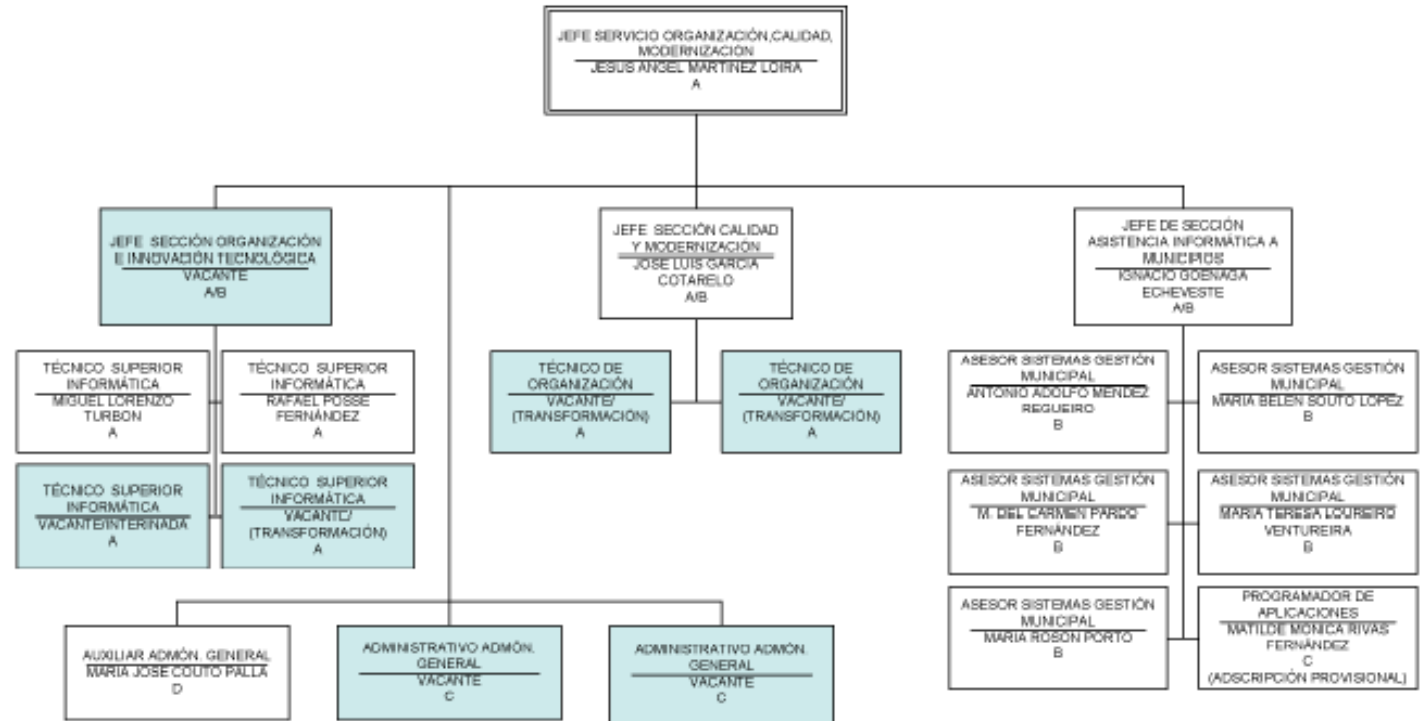 JEFE SERVICIO ORGANIZACIÓN,CALIDAD,
MODERNIZACIÓN
JESUS ANGEL MARTINEZ LOIRA
A
JEFE SECCIÓN ORGANIZACIÓN
E INNOVACIÓN TECNOLÓGICA
VACANTE
A/B
JEFE SECCIÓN CALIDAD
Y MODERNIZACIÓN
JOSE LUIS GARCIA
COTARELO
A/B
JEFE DE SECCIÓN
ASISTENCIA INFORMÁTICA A
MUNICIPIOS
IGNACIO GOENAGA
ECHEVESTE
A/B
TÉCNICO SUPERIOR
INFORMÁTICA
MIGUEL LORENZO
TURBON
A
TÉCNICO SUPERIOR
INFORMÁTICA
RAFAEL POSSE
FERNÁNDEZ
A
TÉCNICO DE
ORGANIZACIÓN
VACANTE/
(TRANSFORMACIÓN)
A
TÉCNICO DE
ORGANIZACIÓN
VACANTE/
(TRANSFORMACIÓN)
A
ASESOR SISTEMAS GESTIÓN
MUNICIPAL
ANTONIO ADOLFO MENDEZ
REGUEIRO
B
ASESOR SISTEMAS GESTIÓN
MUNICIPAL
MARIA BELEN SOUTO LOPEZ
B
TÉCNICO SUPERIOR
INFORMÁTICA
VACANTE/INTERINADA
A
TÉCNICO SUPERIOR
INFORMÁTICA
VACANTE/
(TRANSFORMACIÓN)
A
ASESOR SISTEMAS GESTIÓN
MUNICIPAL
M. DEL CARMEN PARDO
FERNÁNDEZ
B
ASESOR SISTEMAS GESTIÓN
MUNICIPAL
MARIA TERESA LOUREIRO
VENTUREIRA
B
AUXILIAR ADMÓN. GENERAL
MARIA JOSE COUTO PALLA
D
ADMINISTRATIVO ADMÓN.
GENERAL
VACANTE
C
ADMINISTRATIVO ADMÓN.
GENERAL
VACANTE
C
ASESOR SISTEMAS GESTIÓN
MUNICIPAL
MARIA ROSON PORTO
B
PROGRAMADOR DE
APLICACIONES
MATILDE MONICA RIVAS
FERNÁNDEZ
C
(ADSCRIPCIÓN PROVISIONAL)